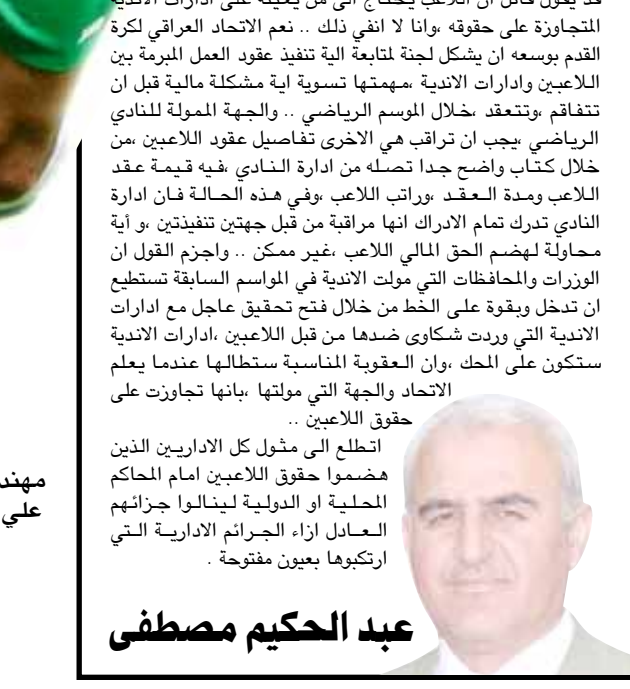 قد يقول قائل ان اللاعب يحتاج الى من يعينه على ادارات الاندية
المتجاوزة على حقوقه ،وانا لا انفي ذلك .. نعم الاتحاد العراقي لكرة
القدم بوسعه ان يشكل لجنة لمتابعة الية تنفيذ عقود العمل المبرمة بين
اللاعبين وادارات الاندية ،مهمتها تسوية اية مشكلة مالية قبل ان
تتفاقم ،وتتعقد ،خلال الموسم الرياضي .. والجهة الممولة للنادي
الرياضي ،يجب ان تراقب هي الاخرى تفاصيل عقود اللاعبين ،من
خلال كتاب واضح جدا تصله من ادارة النادي ،فيه قيمة عقد
اللاعب ومدة العقد ،وراتب اللاعب ،وفي هذه الحالة فان ادارة
النادي تدرك تمام الادراك انها مراقبة من قبل جهتين تنفيذتين ،و أية
محاولة لهضم الحق المالي اللاعب ،غير ممكن .. واجزم القول ان
الوزرات والمحافظات التي مولت الاندية في المواسم السابقة تستطيع
ان تدخل وبقوة على الخط من خلال فتح تحقيق عاجل مع ادارات
الاندية التي وردت شكاوى ضدها من قبل اللاعبين ،ادارات الاندية
ستكون على المحك ،وان العقوبة المناسبة ستطالها عندما يعلم
الاتحاد والجهة التي مولتها ،بانها تجاوزت على
حقوق اللاعبين ..
اتطلع الى مثول كل الاداريين الذين
هضموا حقوق اللاعبين امام المحاكم
المحلية او الدولية لينالوا جزائهم
العادل ازاء الجرائم الادارية التي
ارتكبوها بعيون مفتوحة .
عبد الحكيم مصطفى
مهند
علي